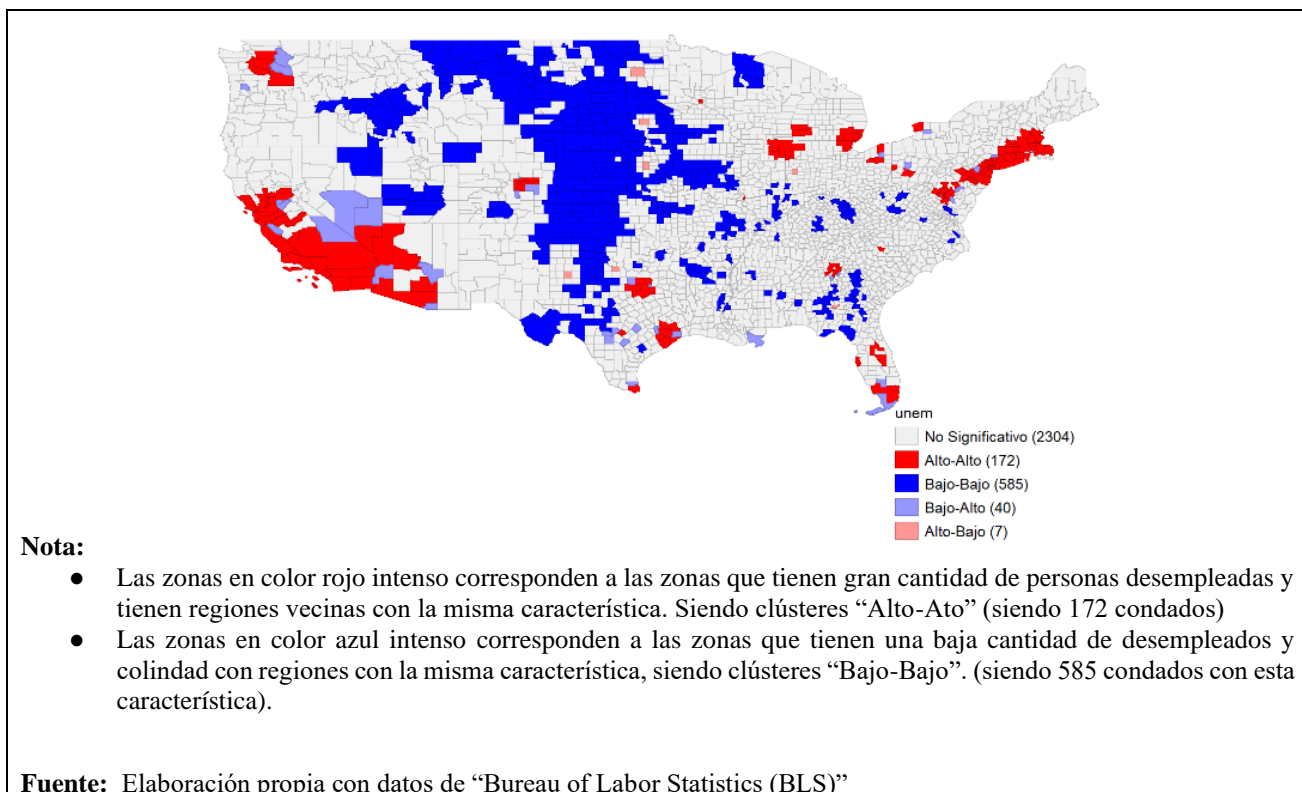 unem
No Significativo (2304)
Alto-Alto (172)
Bajo-Bajo (585)
Bajo-Alto (40)
Alto-Bajo (7)
Nota:
● Las zonas en color rojo intenso corresponden a las zonas que tienen gran cantidad de personas desempleadas y
tienen regiones vecinas con la misma característica. Siendo clústeres “Alto-Ato” (siendo 172 condados)
● Las zonas en color azul intenso corresponden a las zonas que tienen una baja cantidad de desempleados y
colindad con regiones con la misma característica, siendo clústeres “Bajo-Bajo”. (siendo 585 condados con esta
característica).
Fuente: Elaboración propia con datos de “Bureau of Labor Statistics (BLS)”